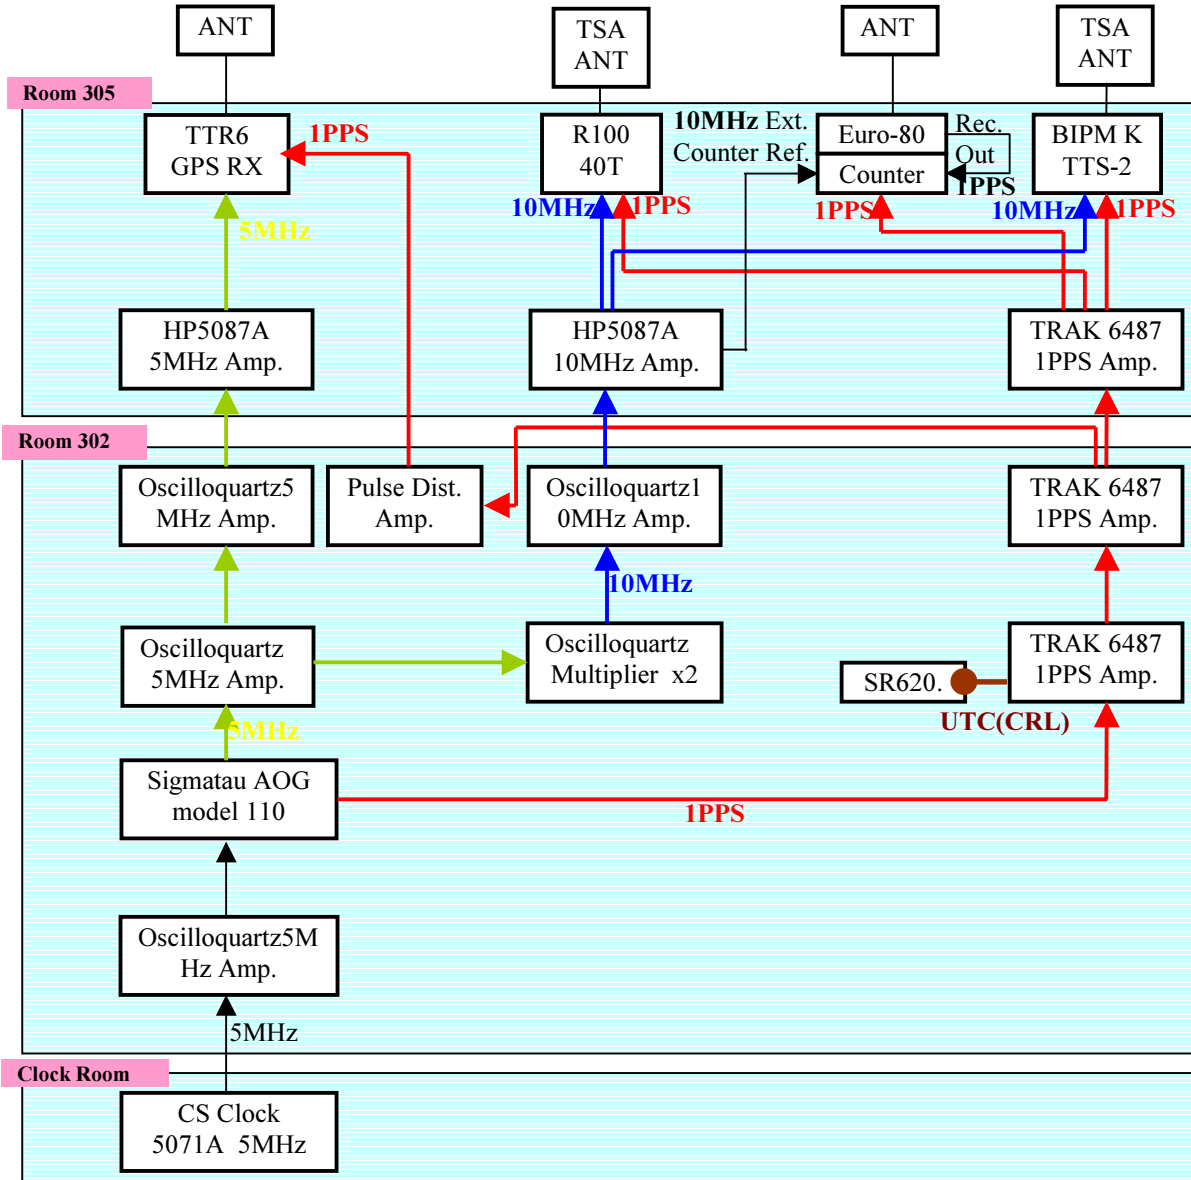 ANT
TSA
ANT
ANT
TSA
ANT
Room 305
TTR6
GPS RX
1PPS
R100
40T
10MHz Ext.
Counter Ref.
Euro-80
Counter
Rec.
Out
1PPS
BIPM K
TTS-2
5MHz
10MHz
1PPS
1PPS
10MHz
1PPS
HP5087A
5MHz Amp.
HP5087A
10MHz Amp.
TRAK 6487
1PPS Amp.
Room 302
Oscilloquartz5
MHz Amp.
Pulse Dist.
Amp.
Oscilloquartz1
0MHz Amp.
TRAK 6487
1PPS Amp.
10MHz
Oscilloquartz
5MHz Amp.
Oscilloquartz
Multiplier x2
SR620.
TRAK 6487
1PPS Amp.
UTC(CRL)
5MHz
Sigmatau AOG
model 110
1PPS
Oscilloquartz5M
Hz Amp.
5MHz
Clock Room
CS Clock
5071A 5MHz